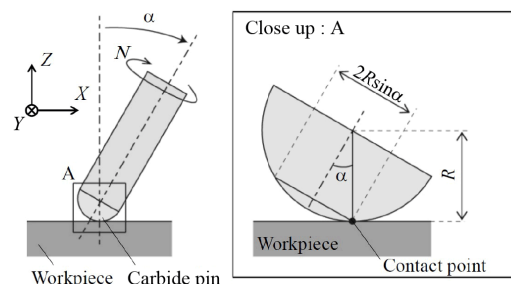 α
N
Z
X
Y
A
Workpiece
Carbide pin
Close up : A
2Rsinα
α
R
Workpiece
Contact point